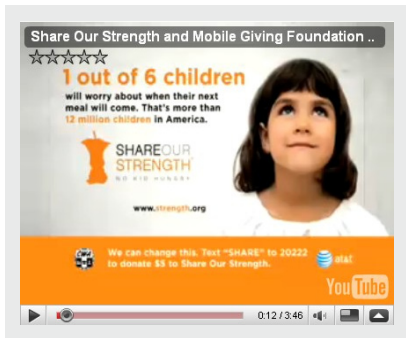 Share Our Strength and Mobile Giving Foundation ..
1 out of 6 children
will worry about when their next
meal will come. That's more than
12 million children in America.
SHAREOUR
STRENGTH
NO KID HUNGRY
www.strength.org
We can change this. Text "SHARE" to 20222
to donate $5 to Share Our Strength.
at&t
YouTube
0:12 / 3:46